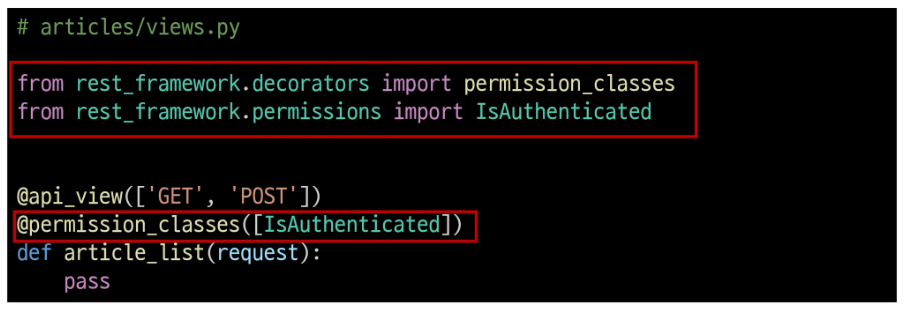 # articles/views.py
from rest_framework.decorators import permission_classes
from rest_framework.permissions import IsAuthenticated
@api_view(['GET', 'POST'])
@permission_classes([IsAuthenticated])
def article_list(request):
    pass